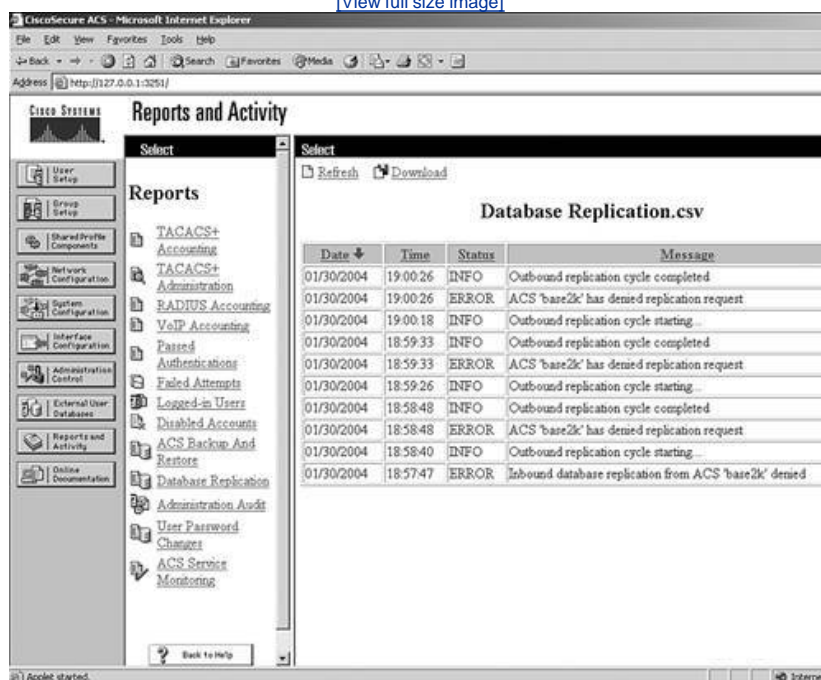 [View full size image]
CiscoSecure ACS - Microsoft Internet Explorer
File Edit View Favorites Tools Help
Back Search Favorites Media
Address http://127.0.0.1:3251/
CISCO SYSTEMS
Reports and Activity
User Setup
Group Setup
Shared Profile Components
Network Configuration
System Configuration
Interface Configuration
Administration Control
External User Databases
Reports and Activity
Online Documentation
Select
Reports
TACACS+
Accounting
TACACS+
Administration
RADIUS Accounting
VoIP Accounting
Passed
Authentications
Failed Attempts
Logged-in Users
Disabled Accounts
ACS Backup And
Restore
Database Replication
Administration Audit
User Password
Changes
ACS Service
Monitoring
Back to Help
Select
Refresh Download
Database Replication.csv
Date Time Status Message
01/30/2004 19:00:26 INFO Outbound replication cycle completed
01/30/2004 19:00:26 ERROR ACS 'base2k' has denied replication request
01/30/2004 19:00:18 INFO Outbound replication cycle starting...
01/30/2004 18:59:33 INFO Outbound replication cycle completed
01/30/2004 18:59:33 ERROR ACS 'base2k' has denied replication request
01/30/2004 18:59:26 INFO Outbound replication cycle starting...
01/30/2004 18:58:48 INFO Outbound replication cycle completed
01/30/2004 18:58:48 ERROR ACS 'base2k' has denied replication request
01/30/2004 18:58:40 INFO Outbound replication cycle starting...
01/30/2004 18:57:47 ERROR Inbound database replication from ACS 'base2k' denied
Applet started.